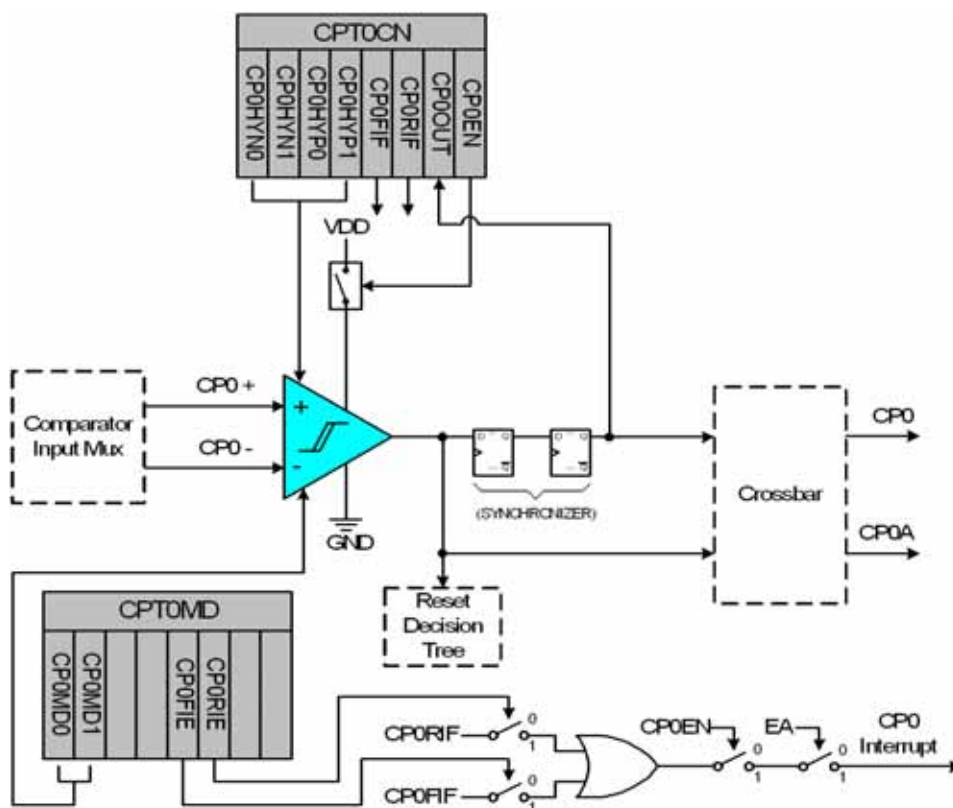 CPT0CN
CP0HYN0
CP0HYN1
CP0HYP0
CP0HYP1
CP0FIF
CP0RIF
CP0OUT
CP0EN
VDD
Comparator
Input Mux
CP0 +
CP0 -
+
-
GND
(SYNCHRONIZER)
Crossbar
CP0
CP0A
Reset
Decision
Tree
CPT0MD
CP0MD0
CP0MD1
CP0FIE
CP0RIE
CP0RIF
0
1
CP0FIF
0
1
CP0EN
0
1
EA
0
1
CP0
Interrupt